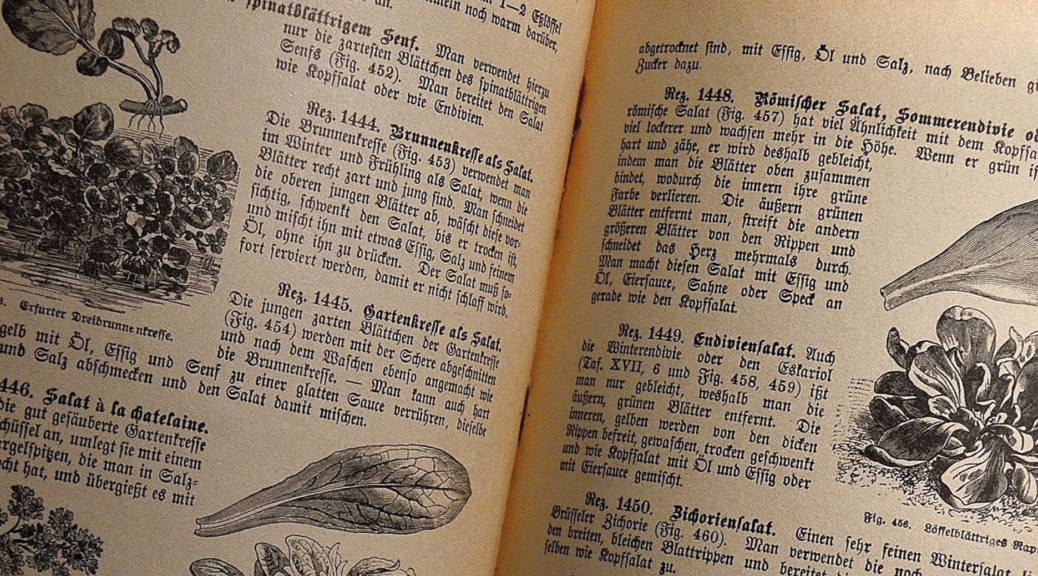 1—2 Eßlöffel
noch warm darüber,
spinatblättrigem Senf. Man verwendet hierzu
nur die zartesten Blättchen des spinatblättrigen
Senfs (Fig. 452). Man bereitet den Salat
wie Kopfsalat oder wie Endivien.
Rez. 1444. Brunnenkresse als Salat.
Die Brunnenkresse (Fig. 453) verwendet man
im Winter und Frühling als Salat, wenn die
Blätter recht zart und jung sind. Man schneidet
die oberen jungen Blätter ab, wäscht diese vor-
sichtig, schwenkt den Salat, bis er trocken ist,
und mischt ihn mit etwas Essig, Salz und feinem
Öl, ohne ihn zu drücken. Der Salat muß so-
fort serviert werden, damit er nicht schlaff wird.
Erfurter Dreibrunnenkresse.
Rez. 1445. Gartenkresse als Salat.
Die jungen zarten Blättchen der Gartenkresse
(Fig. 454) werden mit der Schere abgeschnitten
und nach dem Waschen ebenso angemacht wie
die Brunnenkresse. — Man kann auch hart
gelb mit Öl, Essig und Senf zu einer glatten Sauce verrühren, dieselbe
und Salz abschmecken und den Salat damit mischen.
446. Salat à la chatelaine.
die gut gesäuberte Gartenkresse
schüssel an, umlegt sie mit einem
rgelspitzen, die man in Salz-
ocht hat, und übergießt es mit
abgetrocknet sind, mit Essig, Öl und Salz, nach Belieben
Zucker dazu.
Rez. 1448. Römischer Salat, Sommerendivie
römische Salat (Fig. 457) hat viel Ähnlichkeit mit dem Kopfsa
viel lockerer und wachsen mehr in die Höhe. Wenn er grün
hart und zähe, er wird deshalb gebleicht,
indem man die Blätter oben zusammen
bindet, wodurch die innern ihre grüne
Farbe verlieren. Die äußern grünen
Blätter entfernt man, streift die andern
größeren Blätter von den Rippen und
schneidet das Herz mehrmals durch.
Man macht diesen Salat mit Essig und
Öl, Eiersauce, Sahne oder Speck an
gerade wie den Kopfsalat.
Rez. 1449. Endiviensalat. Auch
die Winterendivie oder den Eskariol
(Taf. XVII, 6 und Fig. 458, 459) ißt
man nur gebleicht, weshalb man die
äußern, grünen Blätter entfernt. Die
inneren, gelben werden von den dicken
Rippen befreit, gewaschen, trocken geschwenkt
und wie Kopfsalat mit Öl und Essig oder
mit Eiersauce gemischt.
Fig. 456. Löffelblättriges
Rez. 1450. Zichoriensalat. Einen sehr feinen Wintersalat
Brüsseler Zichorie (Fig. 460). Man verwendet die noch
den breiten, bleichen Blattrippen und bereitet
selben wie Kopfsalat zu.